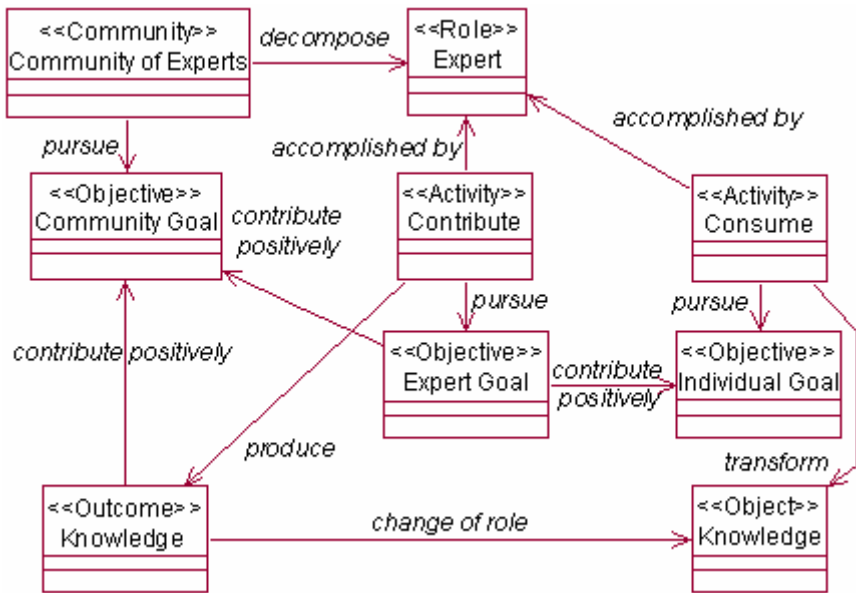 <<Community>>
Community of Experts
decompose
<<Role>>
Expert
pursue
accomplished by
accomplished by
<<Objective>>
Community Goal
contribute
positively
<<Activity>>
Contribute
<<Activity>>
Consume
pursue
pursue
contribute positively
<<Objective>>
Expert Goal
contribute
positively
<<Objective>>
Individual Goal
produce
transform
<<Outcome>>
Knowledge
change of role
<<Object>>
Knowledge